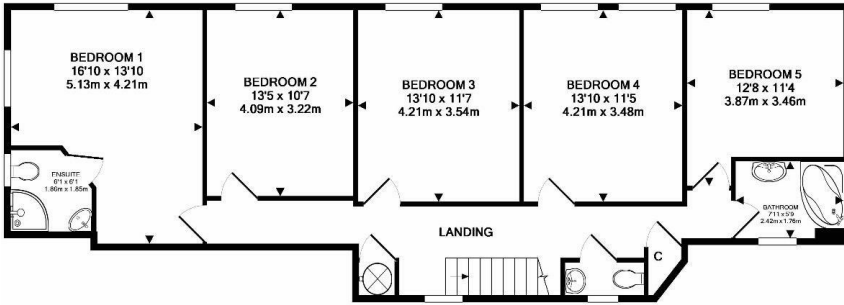 BEDROOM 1
16'10 x 13'10
5.13m x 4.21m
BEDROOM 2
13'5 x 10'7
4.09m x 3.22m
BEDROOM 3
13'10 x 11'7
4.21m x 3.54m
BEDROOM 4
13'10 x 11'5
4.21m x 3.48m
BEDROOM 5
12'8 x 11'4
3.87m x 3.46m
ENSUITE
6'1 x 6'1
1.86m x 1.85m
BATHROOM
7'11 x 5'9
2.42m x 1.76m
LANDING
C